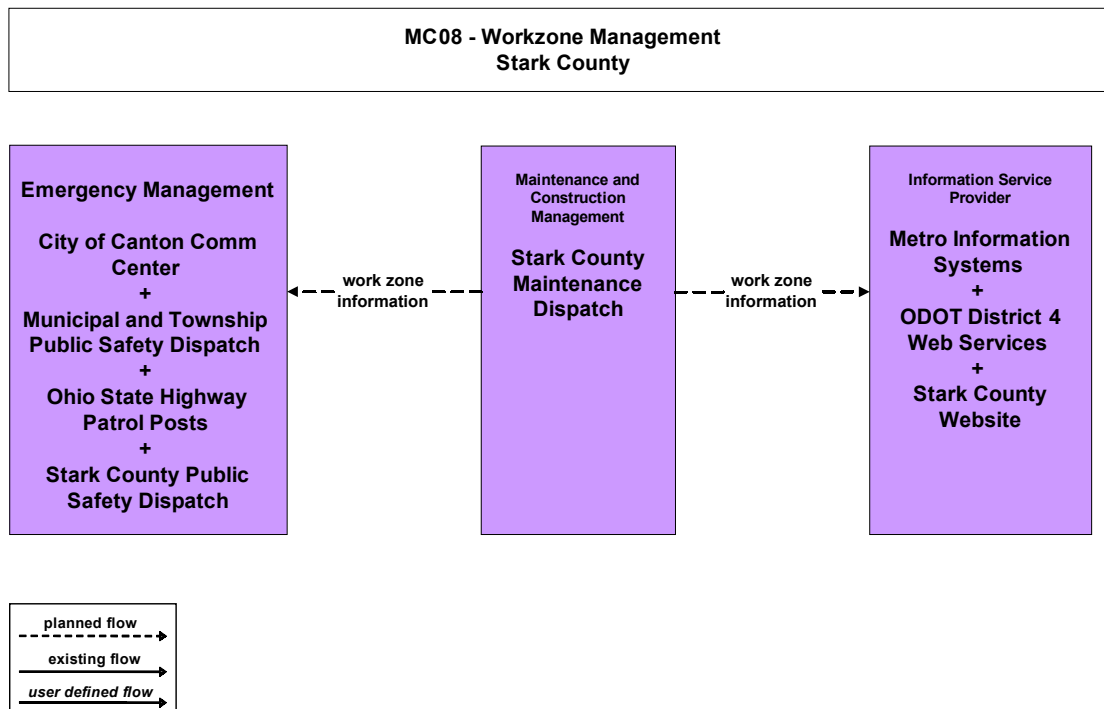 MC08 - Workzone Management
Stark County
Emergency Management
City of Canton Comm
Center
+
Municipal and Township
Public Safety Dispatch
+
Ohio State Highway
Patrol Posts
+
Stark County Public
Safety Dispatch
work zone
information
Maintenance and
Construction
Management
Stark County
Maintenance
Dispatch
work zone
information
Information Service
Provider
Metro Information
Systems
+
ODOT District 4
Web Services
+
Stark County
Website
planned flow
existing flow
user defined flow